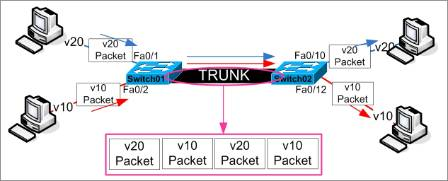 v20
v20
Packet
Fa0/1
Fa0/10
v20
Packet
v20
Switch01
TRUNK
Switch02
v10
v10
Packet
Fa0/2
Fa0/12
v10
Packet
v10
v20
Packet
v10
Packet
v20
Packet
v10
Packet